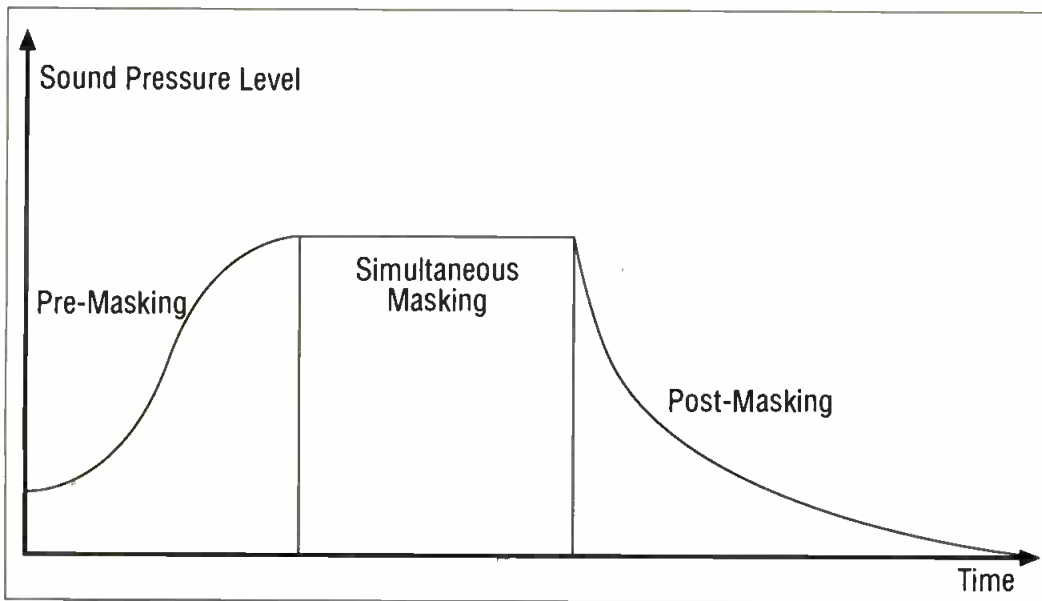 Sound Pressure Level
Pre-Masking
Simultaneous
Masking
Post-Masking
Time